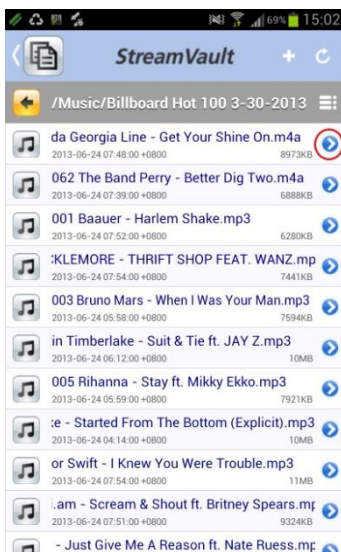 69% 15:02
StreamVault
/Music/Billboard Hot 100 3-30-2013
da Georgia Line - Get Your Shine On.m4a
2013-06-24 07:48:00 +0800 8973KB
062 The Band Perry - Better Dig Two.m4a
2013-06-24 07:39:00 +0800 6888KB
001 Baauer - Harlem Shake.mp3
2013-06-24 07:52:00 +0800 6280KB
KLEMORE - THRIFT SHOP FEAT. WANZ.mp
2013-06-24 07:54:00 +0800 7441KB
003 Bruno Mars - When I Was Your Man.mp3
2013-06-24 05:58:00 +0800 7594KB
in Timberlake - Suit & Tie ft. JAY Z.mp3
2013-06-24 06:12:00 +0800 10MB
005 Rihanna - Stay ft. Mikky Ekko.mp3
2013-06-24 05:59:00 +0800 7921KB
ke - Started From The Bottom (Explicit).mp3
2013-06-24 04:14:00 +0800 10MB
or Swift - I Knew You Were Trouble.mp3
2013-06-24 07:54:00 +0800 11MB
.am - Scream & Shout ft. Britney Spears.mp
2013-06-24 07:51:00 +0800 9324KB
- Just Give Me A Reason ft. Nate Ruess.mp